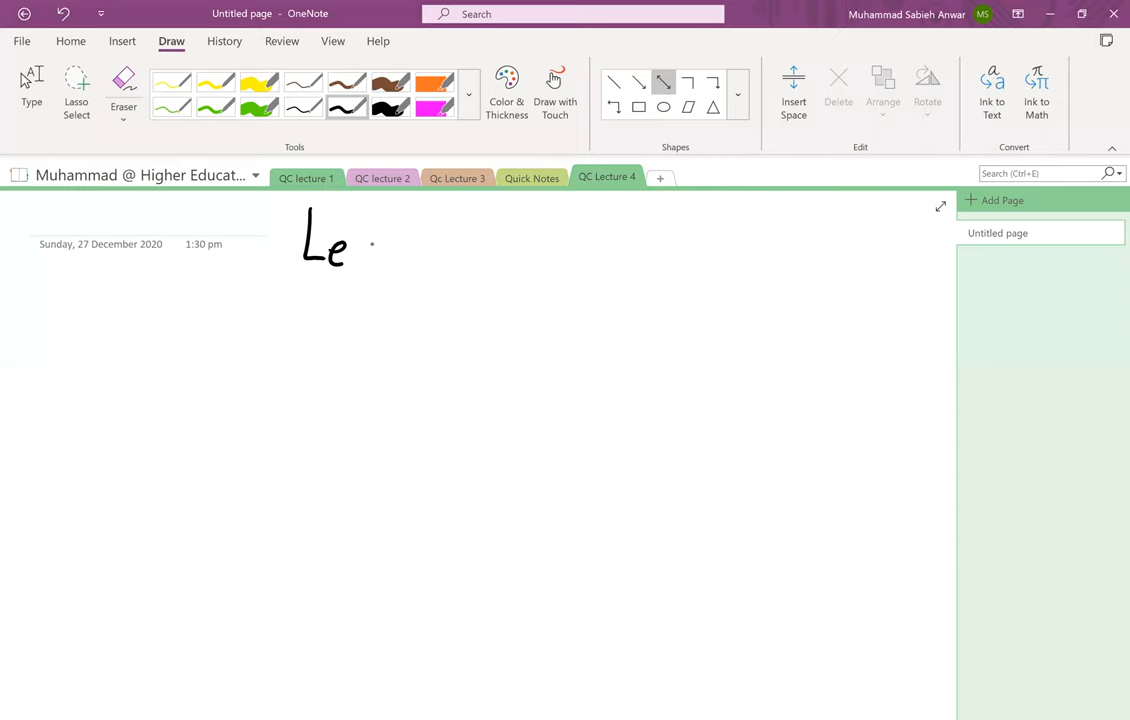 Untitled page - OneNote
Search
Muhammad Sabieh Anwar
MS
File Home Insert Draw History Review View Help
Type
Lasso Select
Eraser
Color & Thickness
Draw with Touch
Insert Space
Delete
Arrange
Rotate
Ink to Text
Ink to Math
Tools
Shapes
Edit
Convert
Muhammad @ Higher Educat...
QC lecture 1
QC lecture 2
Qc Lecture 3
Quick Notes
QC Lecture 4
Search (Ctrl+E)
Add Page
Untitled page
Sunday, 27 December 2020 1:30 pm
Le